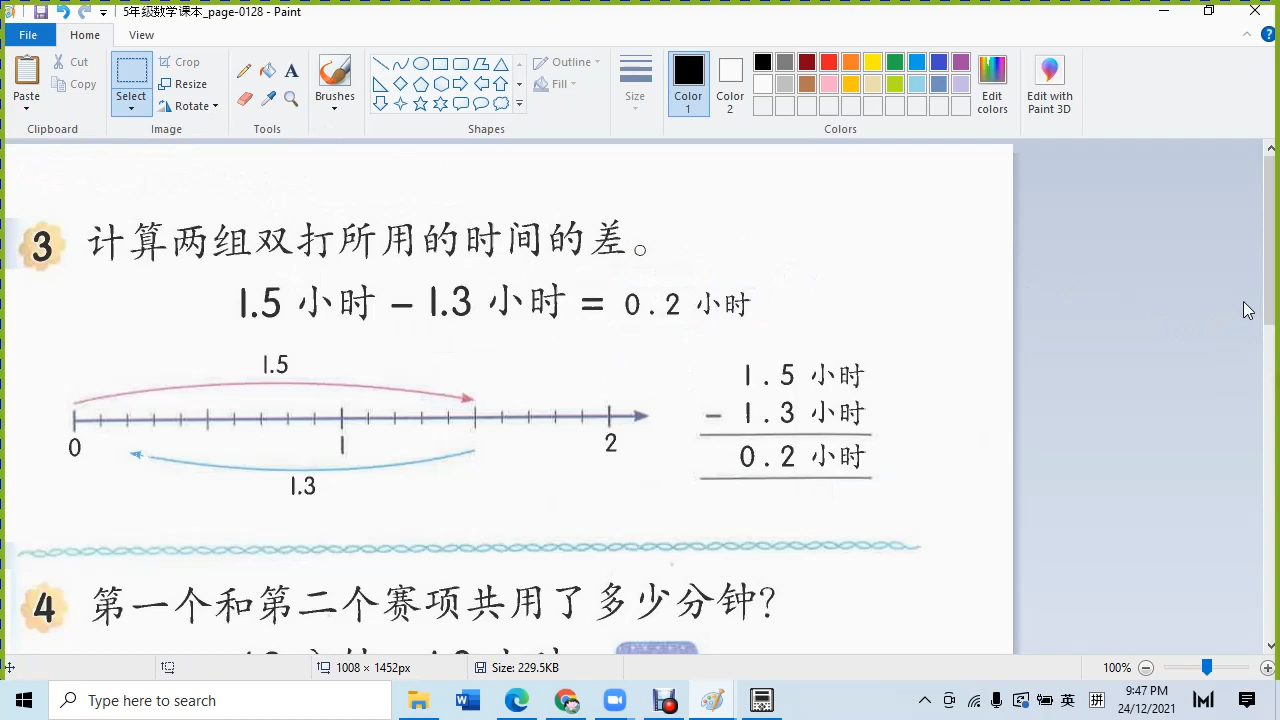 5年级数学课本_page-0128 - Paint
File Home View
Paste
Cut
Copy
Clipboard
Select
Crop
Resize
Rotate
Image
Tools
Brushes
Outline
Fill
Shapes
Size
Color 1
Color 2
Edit colors
Colors
Edit with Paint 3D
3 计算两组双打所用的时间的差。
1.5 小时 – 1.3 小时 = 0.2 小时
1.5
0 1 2
1.3
1.5 小时
– 1.3 小时
0.2 小时
4 第一个和第二个赛项共用了多少分钟?
1008 × 1452px Size: 229.5KB 100%
Type here to search
英 拼
9:47 PM
24/12/2021